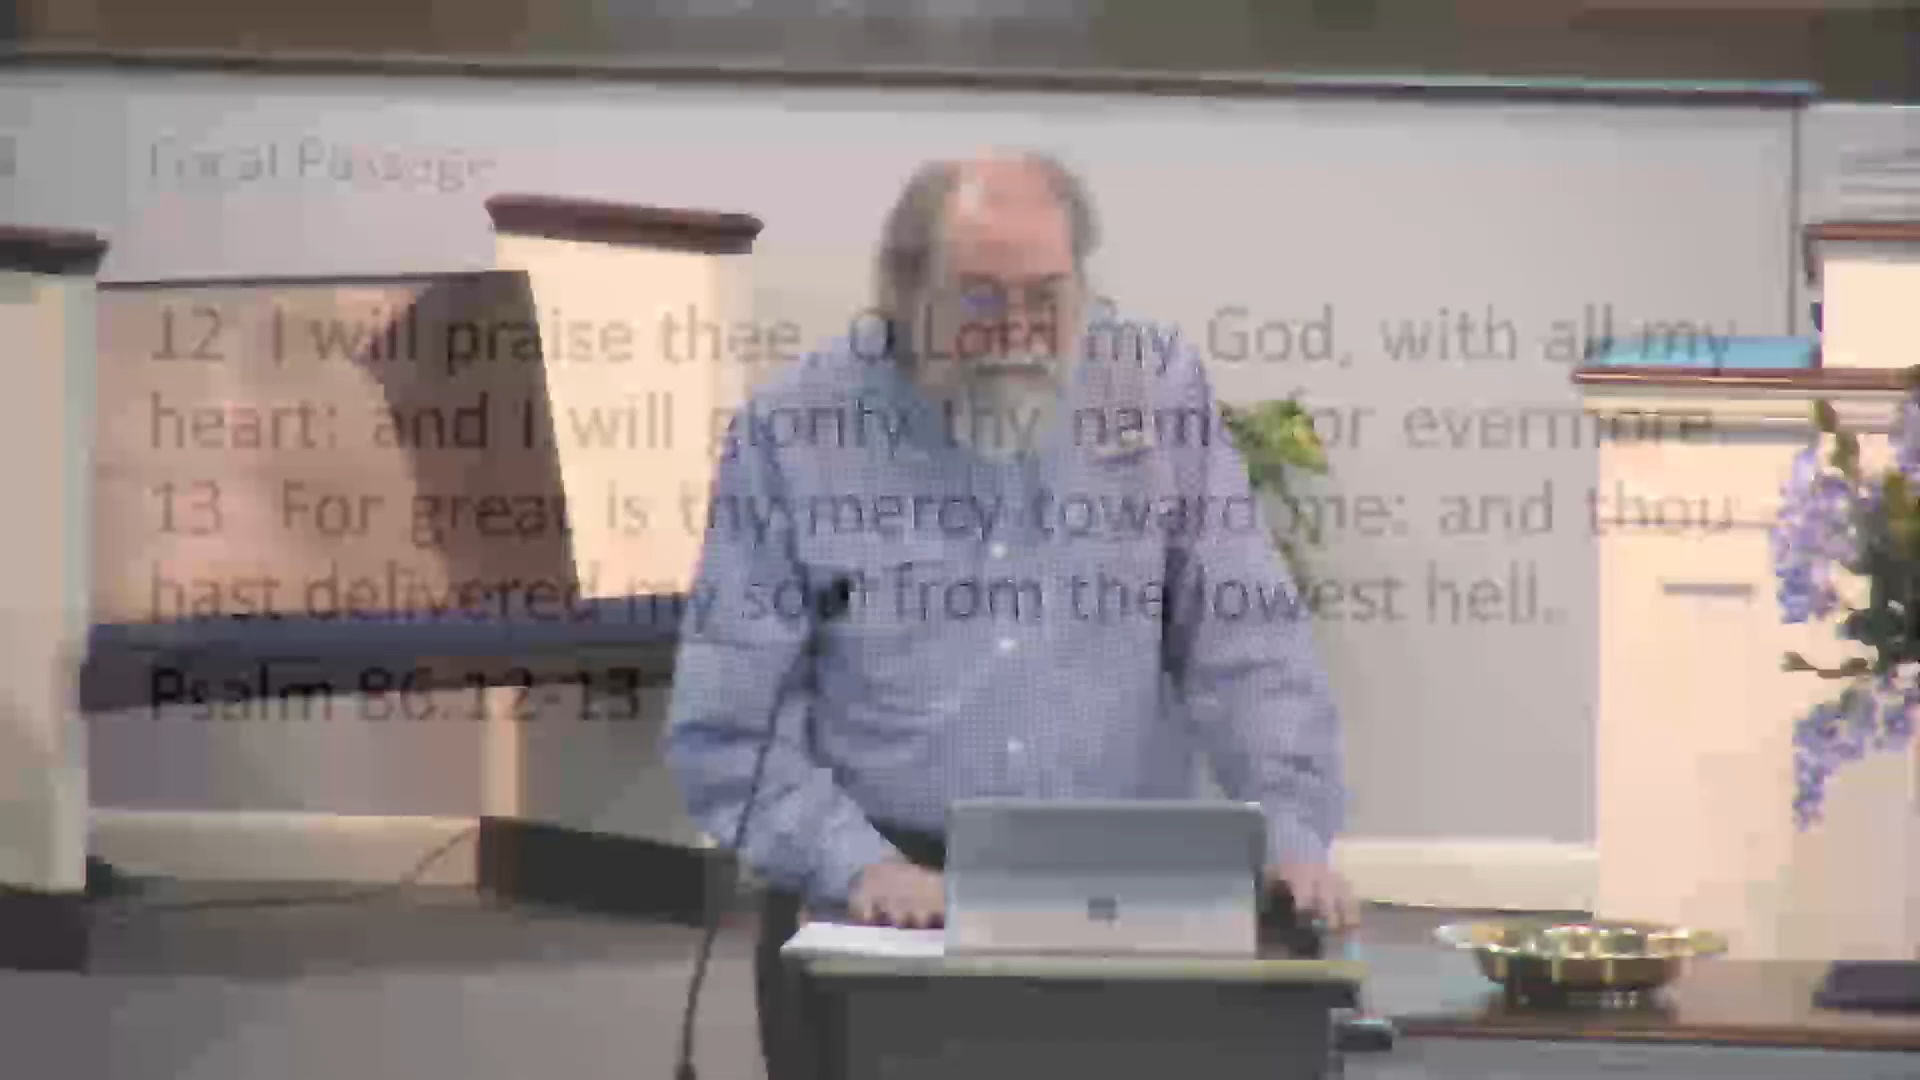 Focal Passage
12 I will praise thee, O Lord my God, with all my
heart: and I will glorify thy name for evermore.
13 For great is thy mercy toward me: and thou
hast delivered my soul from the lowest hell.
Psalm 86:12-13